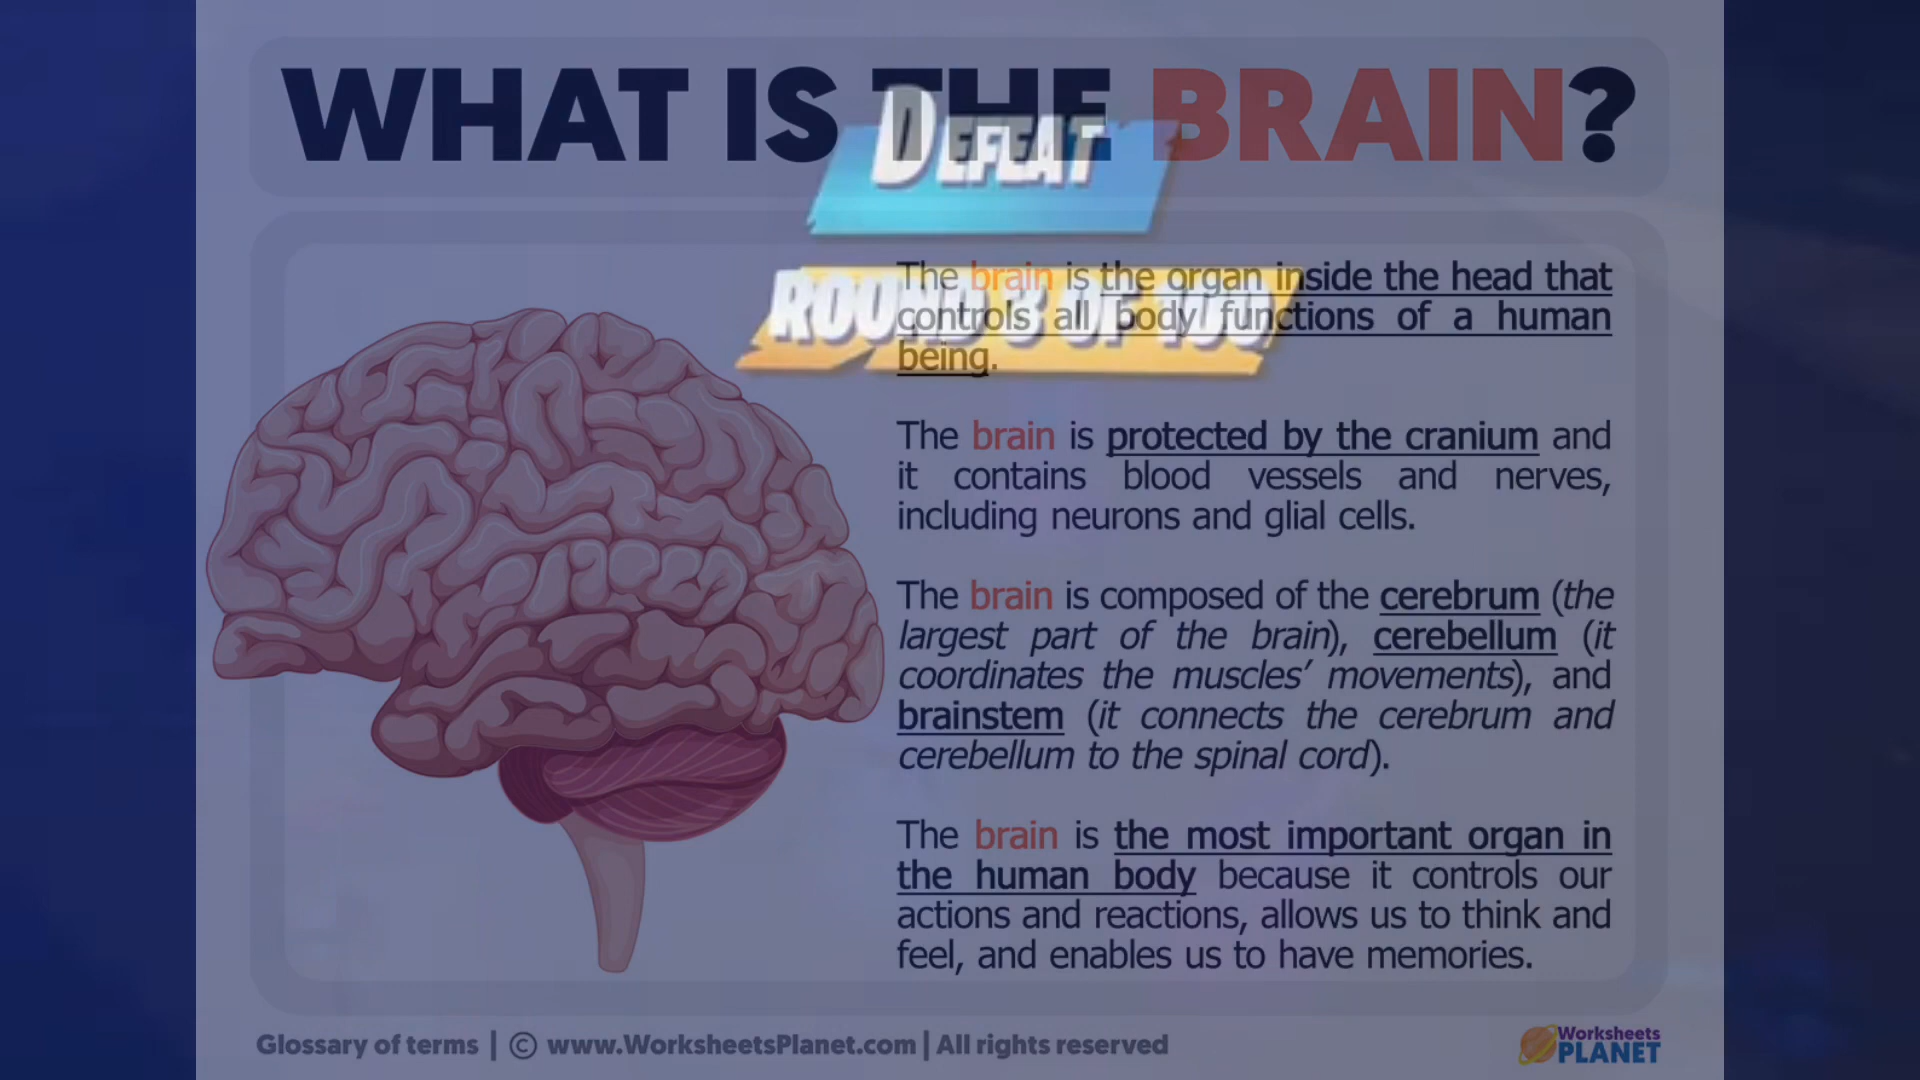 WHAT IS THE BRAIN?
DEFEAT
ROUND 3 OF 100
The brain is the organ inside the head that
controls all body functions of a human
being.
The brain is protected by the cranium and
it contains blood vessels and nerves,
including neurons and glial cells.
The brain is composed of the cerebrum (the
largest part of the brain), cerebellum (it
coordinates the muscles’ movements), and
brainstem (it connects the cerebrum and
cerebellum to the spinal cord).
The brain is the most important organ in
the human body because it controls our
actions and reactions, allows us to think and
feel, and enables us to have memories.
Glossary of terms | © www.WorksheetsPlanet.com | All rights reserved
Worksheets
PLANET